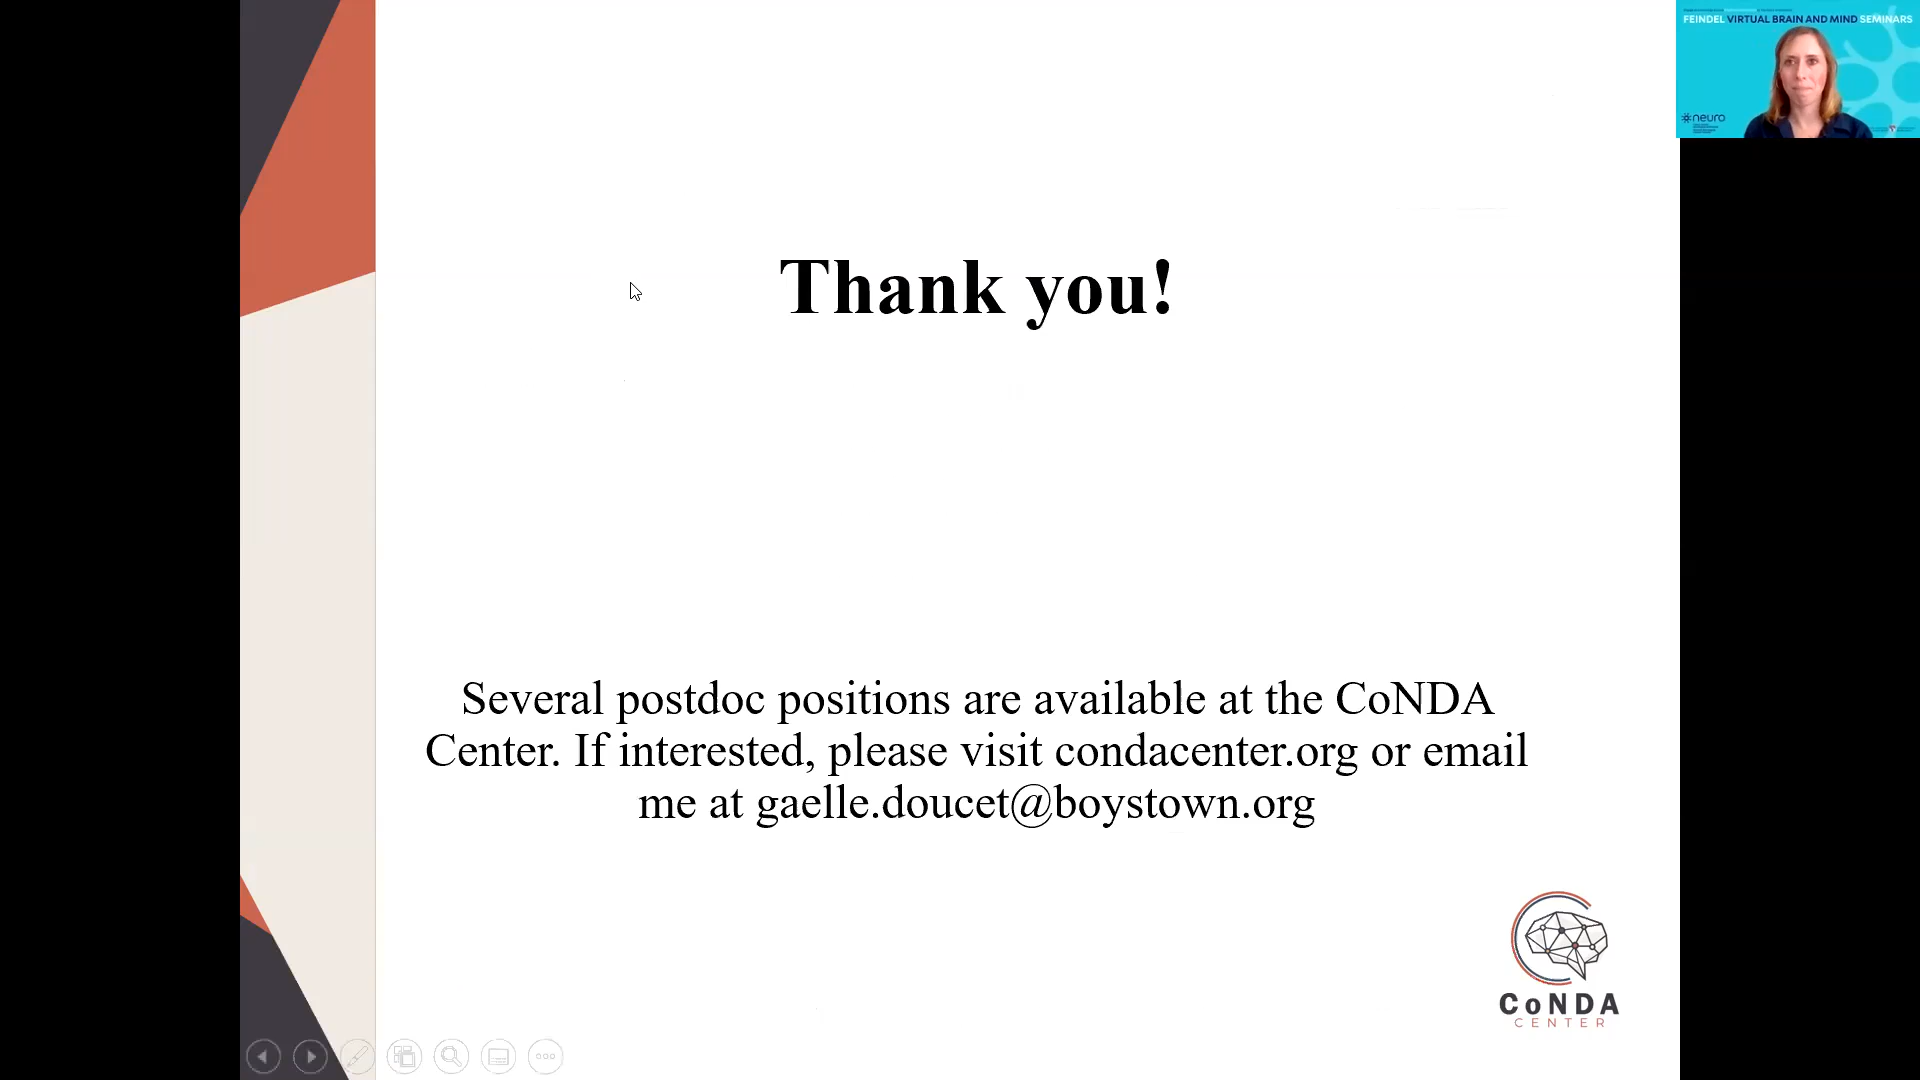 FEINDEL VIRTUAL BRAIN AND MIND SEMINARS
neuro
Thank you!
Several postdoc positions are available at the CoNDA
Center. If interested, please visit condacenter.org or email
me at gaelle.doucet@boystown.org
CoNDA
CENTER